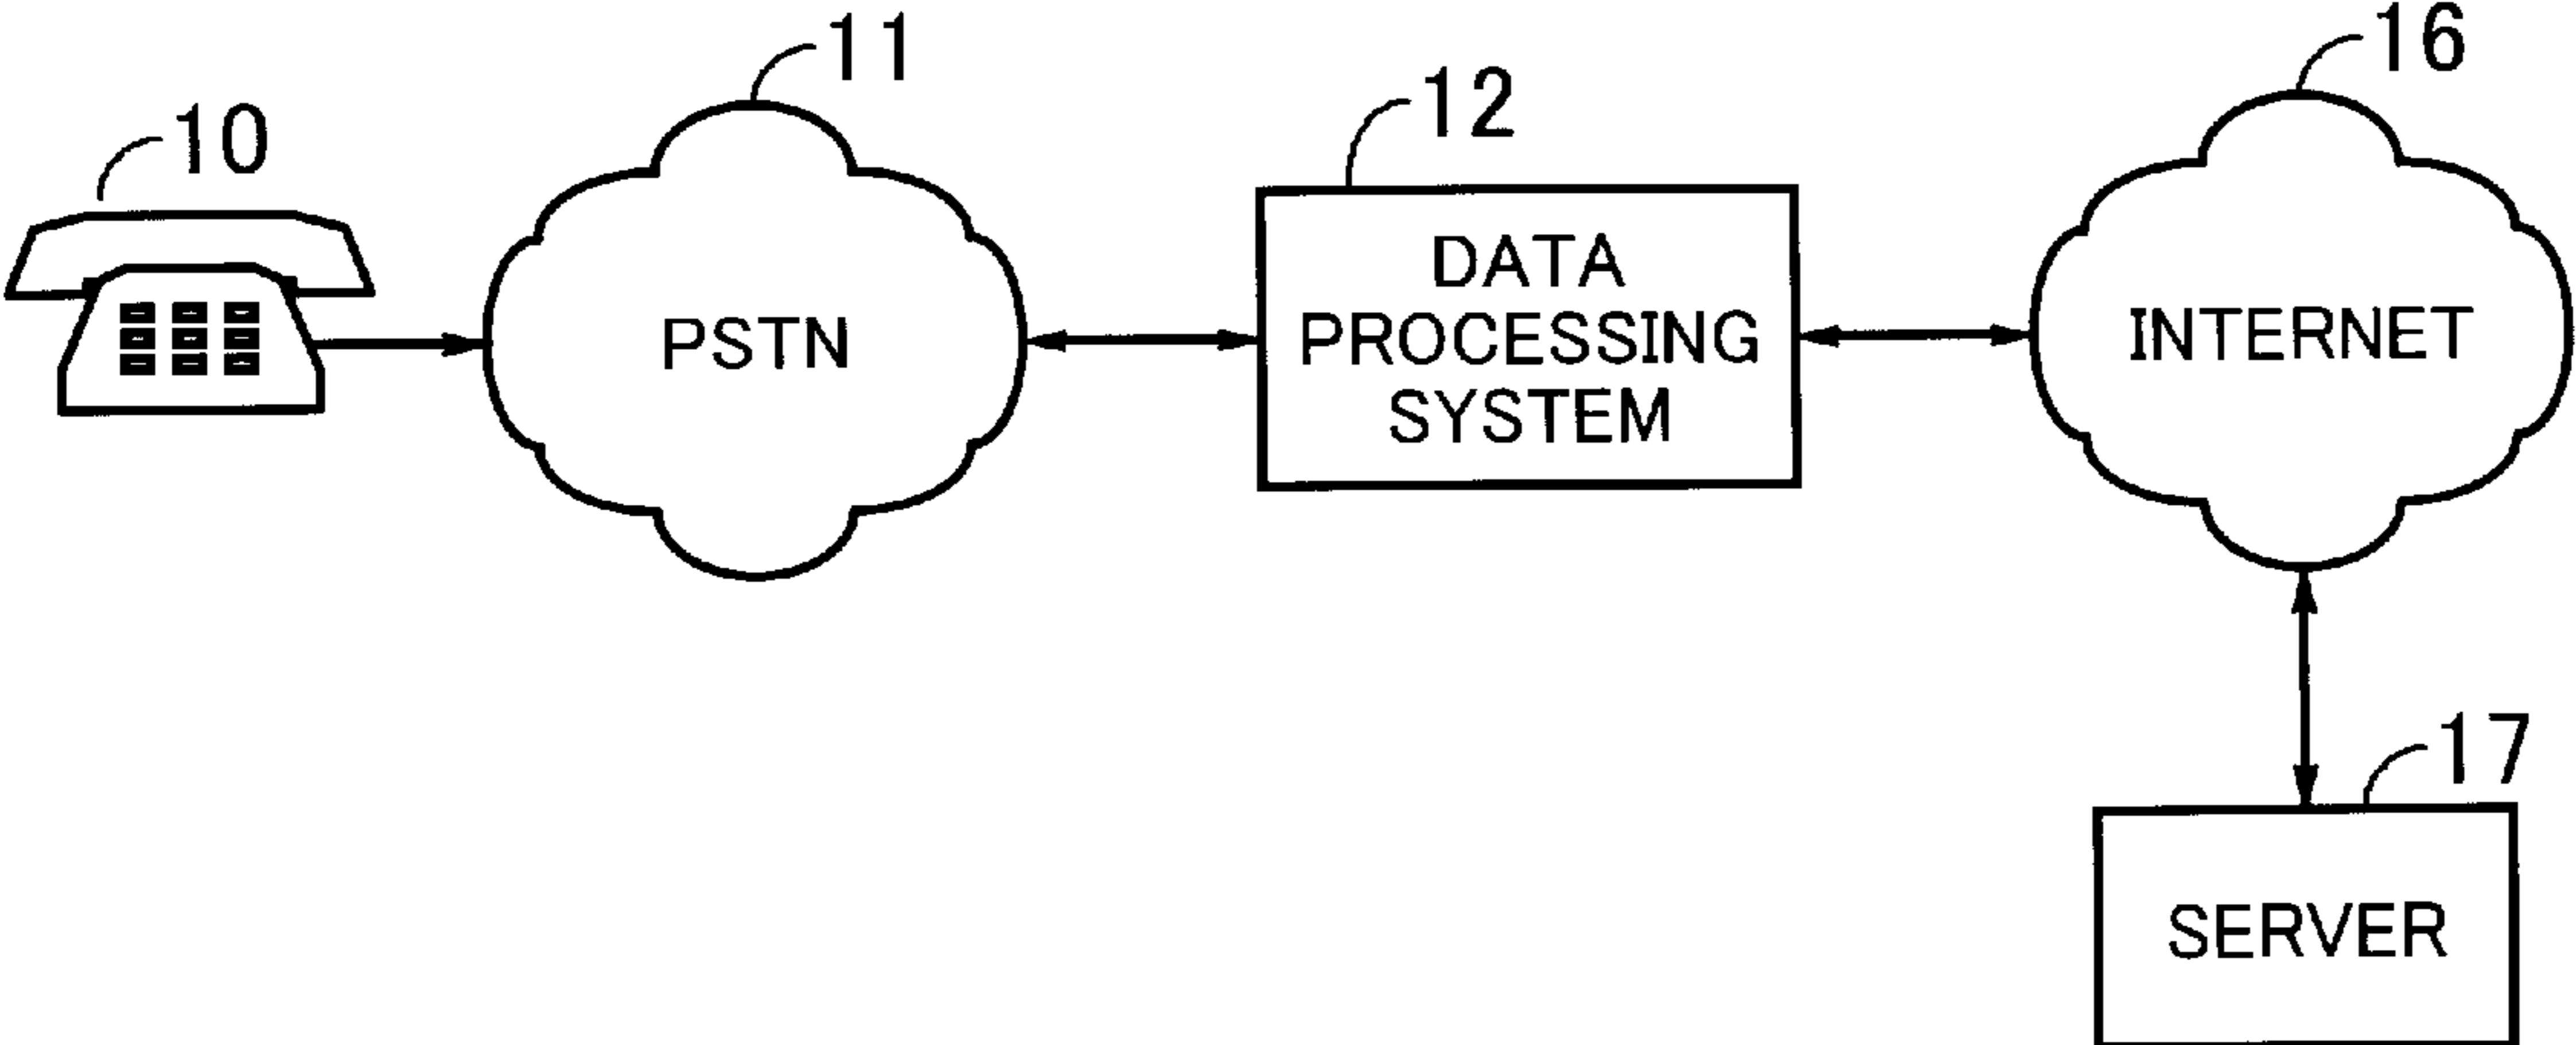 10
11
12
16
PSTN
DATA
PROCESSING
SYSTEM
INTERNET
17
SERVER